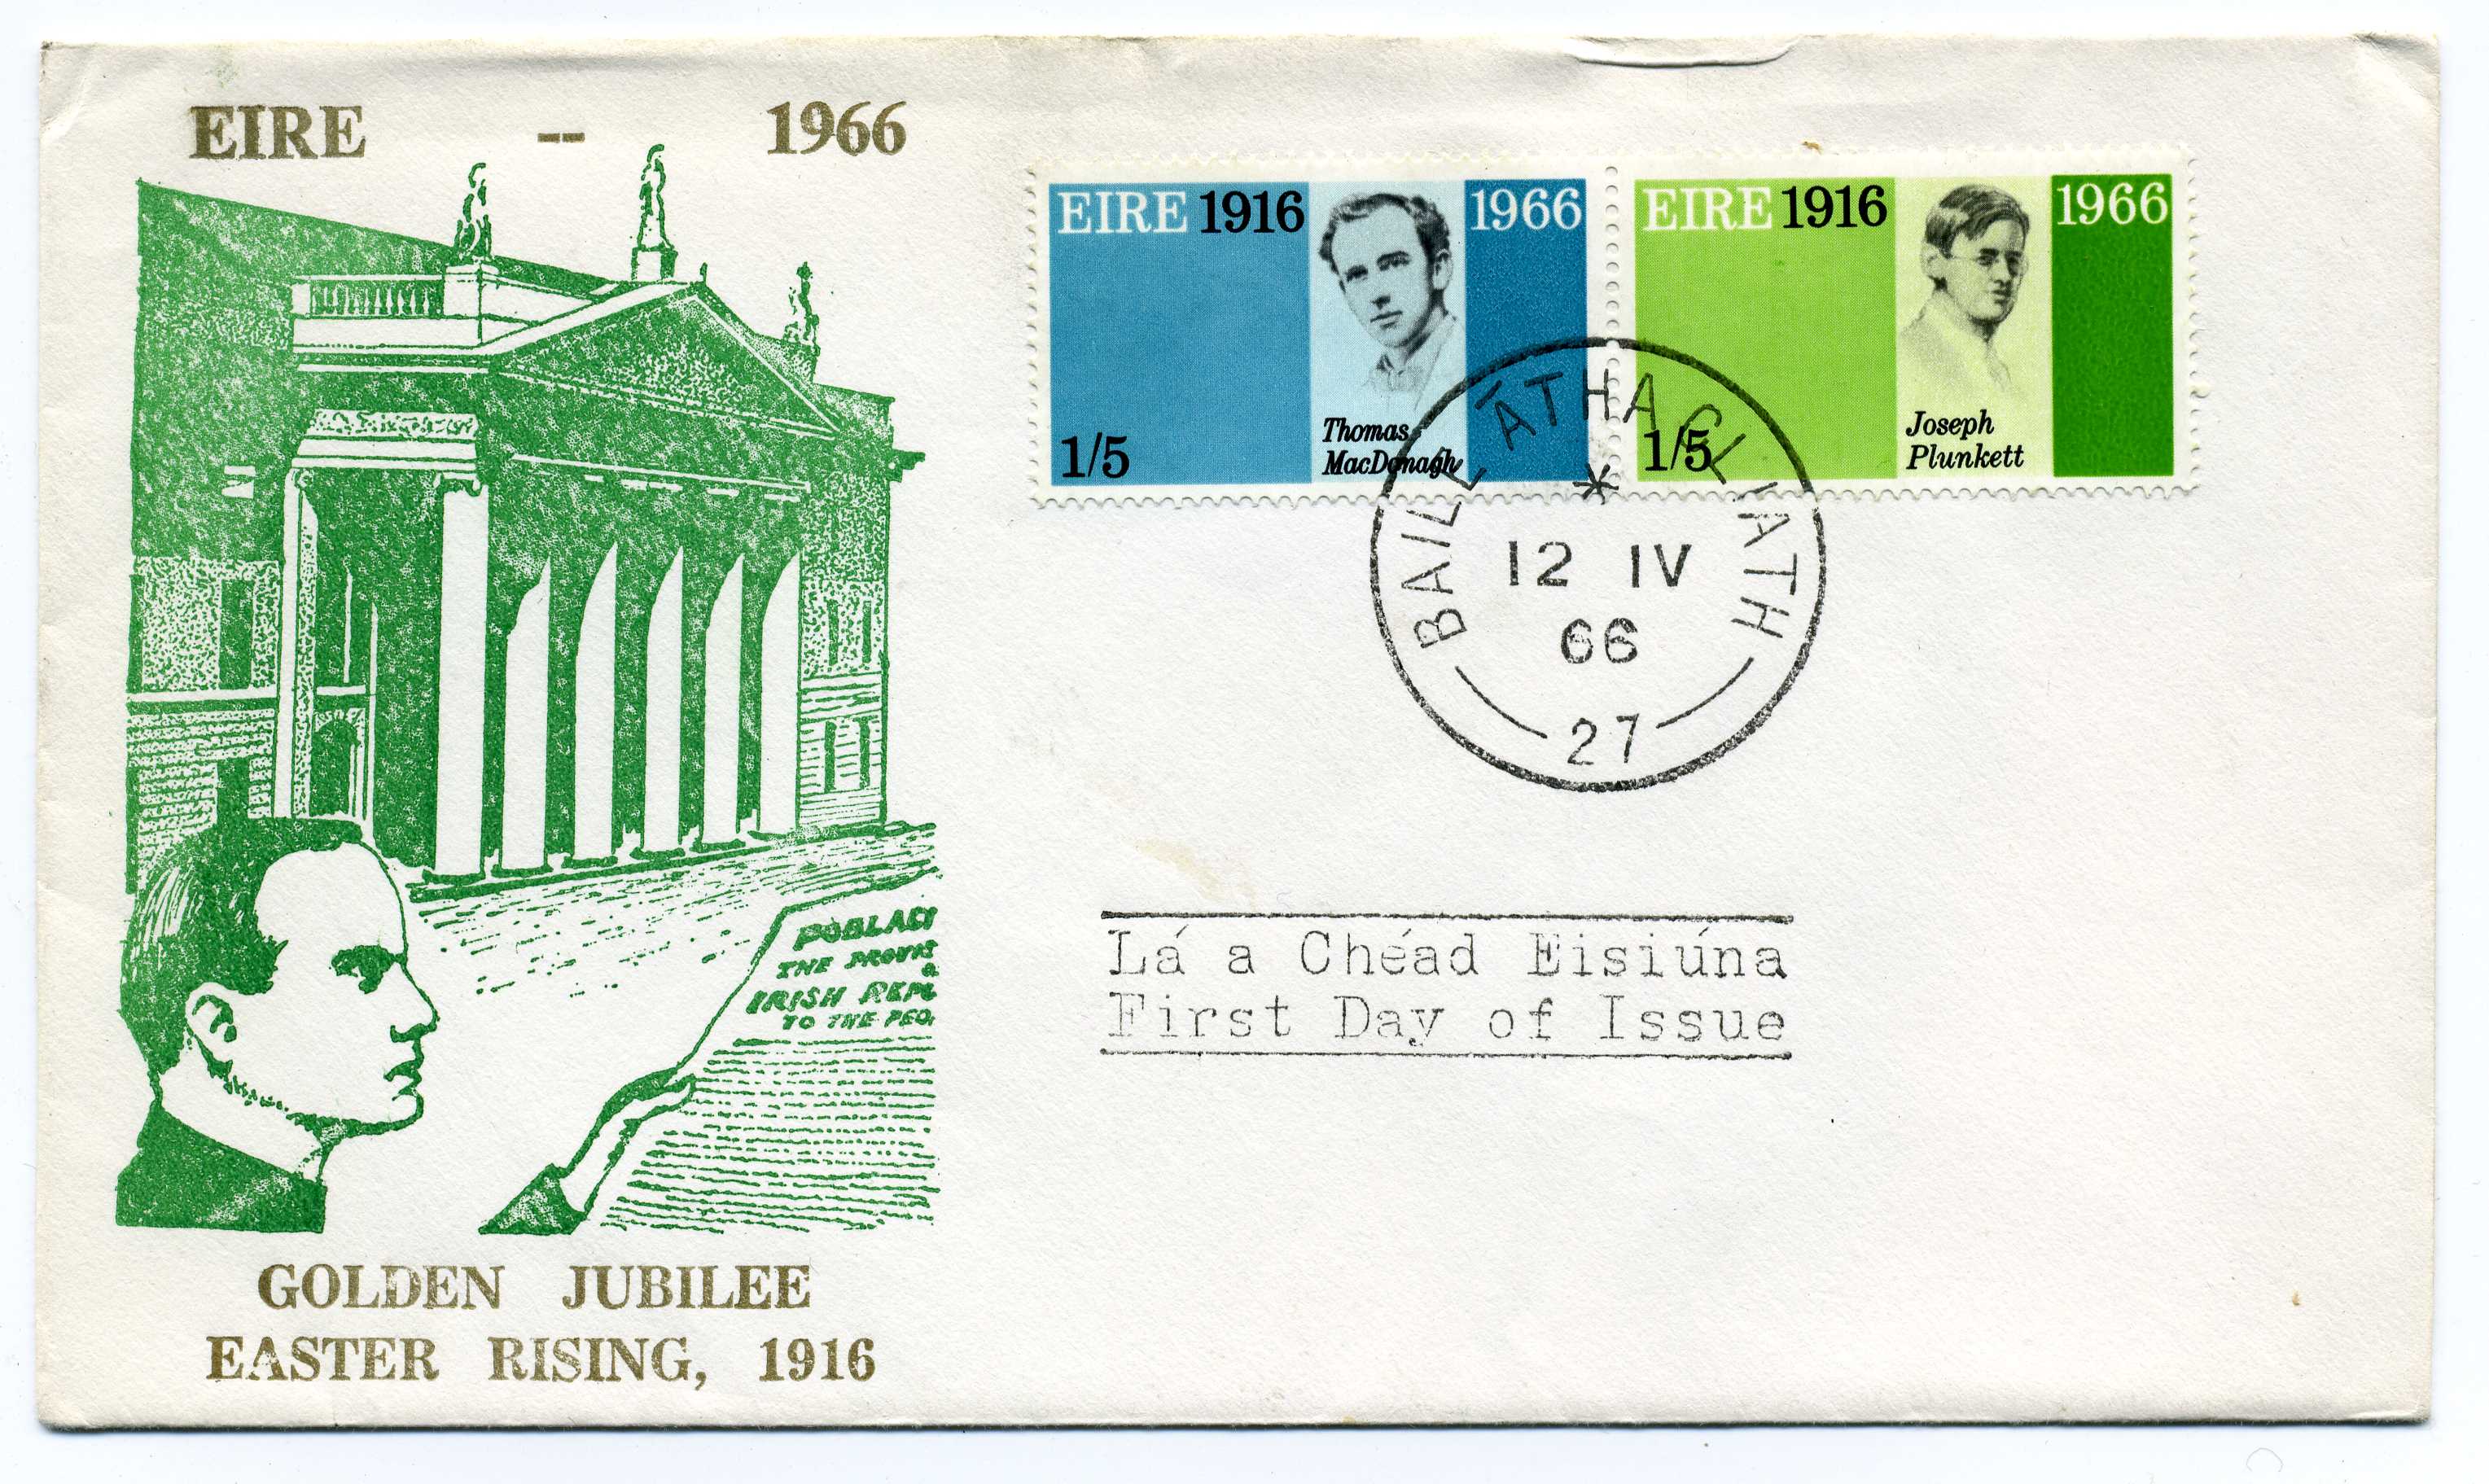 EIRE -- 1966
EIRE 1916 1966
Thomas
MacDonagh
1/5
EIRE 1916 1966
Joseph
Plunkett
1/5
BAILE ÁTHA CLIATH
*
12 IV
66
27
POBLAC
THE PROVIS
IRISH REPU
TO THE PEO
Lá a Chéad Eisiúna
First Day of Issue
GOLDEN JUBILEE
EASTER RISING, 1916